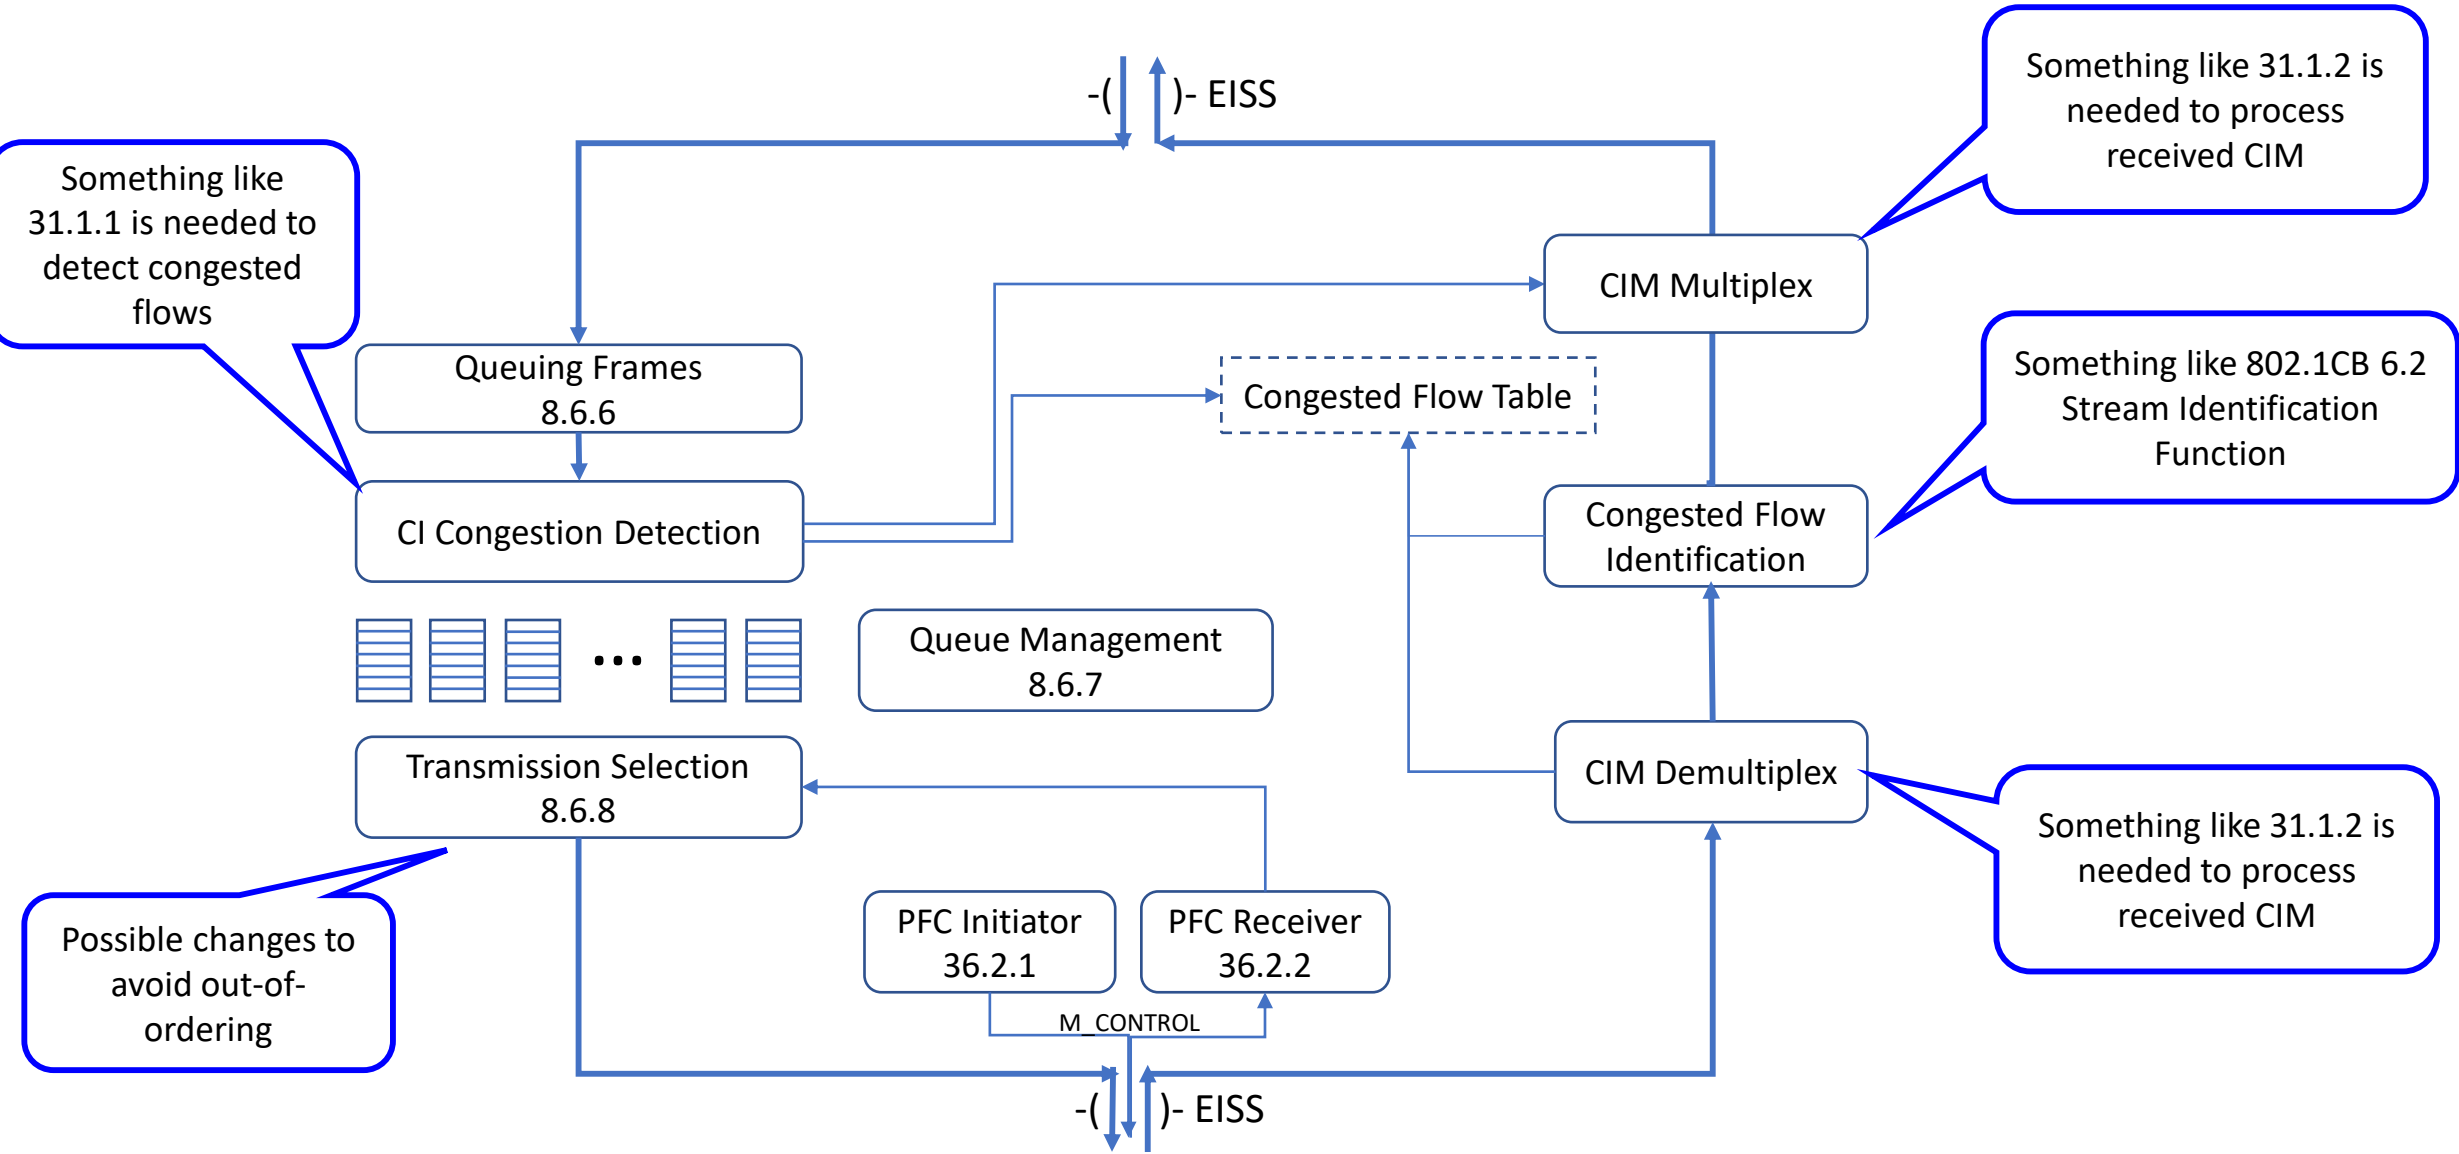 -( )- EISS
Something like 31.1.2 is
needed to process
received CIM
Something like
31.1.1 is needed to
detect congested
flows
CIM Multiplex
Queuing Frames
8.6.6
Congested Flow Table
Something like 802.1CB 6.2
Stream Identification
Function
CI Congestion Detection
Congested Flow
Identification
...
Queue Management
8.6.7
Transmission Selection
8.6.8
CIM Demultiplex
Something like 31.1.2 is
needed to process
received CIM
Possible changes to
avoid out-of-
ordering
PFC Initiator
36.2.1
PFC Receiver
36.2.2
M_CONTROL
-( )- EISS